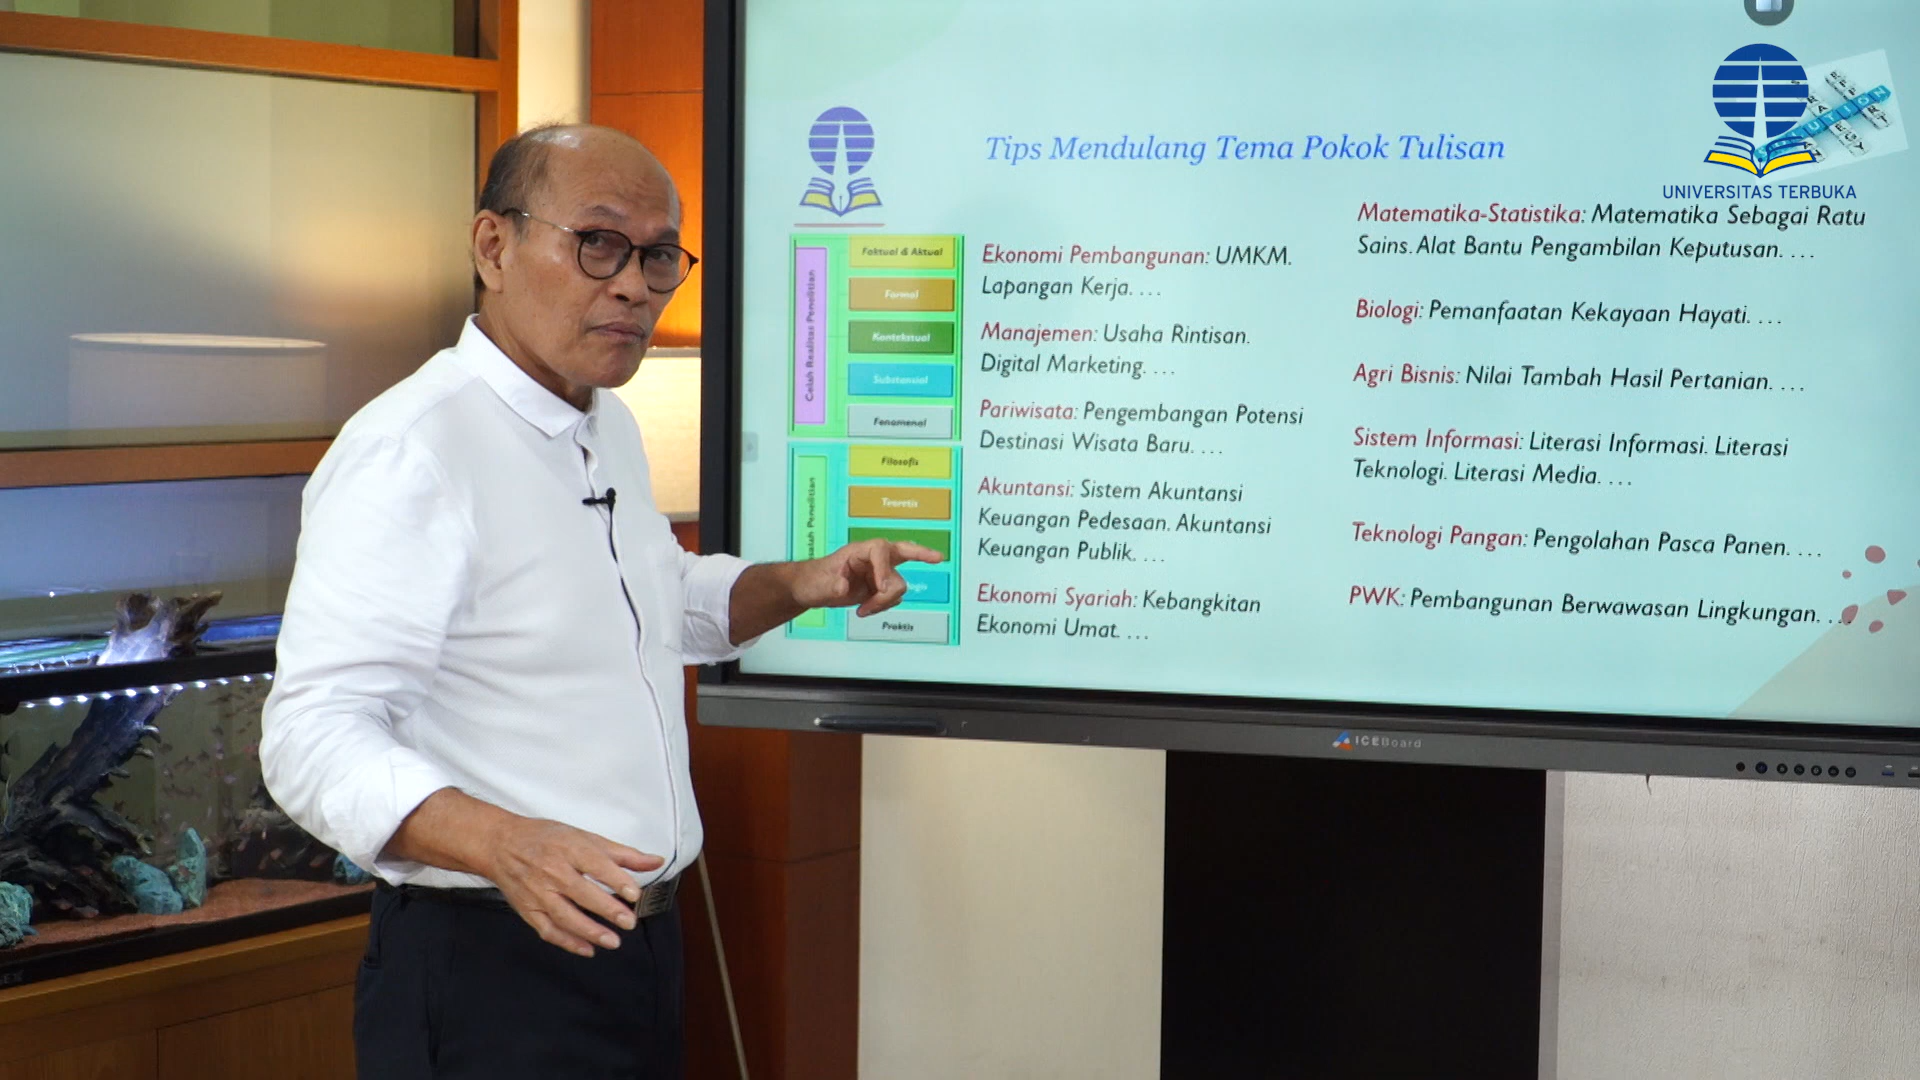 UNIVERSITAS TERBUKA
Tips Mendulang Tema Pokok Tulisan
Celah Realitas Penelitian
Faktual & Aktual
Formal
Kontekstual
Substansial
Fenomenal
Penelitian
Filosofis
Teoretis
Praktis
Ekonomi Pembangunan: UMKM.
Lapangan Kerja. ...
Manajemen: Usaha Rintisan.
Digital Marketing. ...
Pariwisata: Pengembangan Potensi
Destinasi Wisata Baru. ...
Akuntansi: Sistem Akuntansi
Keuangan Pedesaan. Akuntansi
Keuangan Publik. ...
Ekonomi Syariah: Kebangkitan
Ekonomi Umat. ...
Matematika-Statistika: Matematika Sebagai Ratu
Sains. Alat Bantu Pengambilan Keputusan. ...
Biologi: Pemanfaatan Kekayaan Hayati. ...
Agri Bisnis: Nilai Tambah Hasil Pertanian. ...
Sistem Informasi: Literasi Informasi. Literasi
Teknologi. Literasi Media. ...
Teknologi Pangan: Pengolahan Pasca Panen. ...
PWK: Pembangunan Berwawasan Lingkungan. ...
ICEBoard